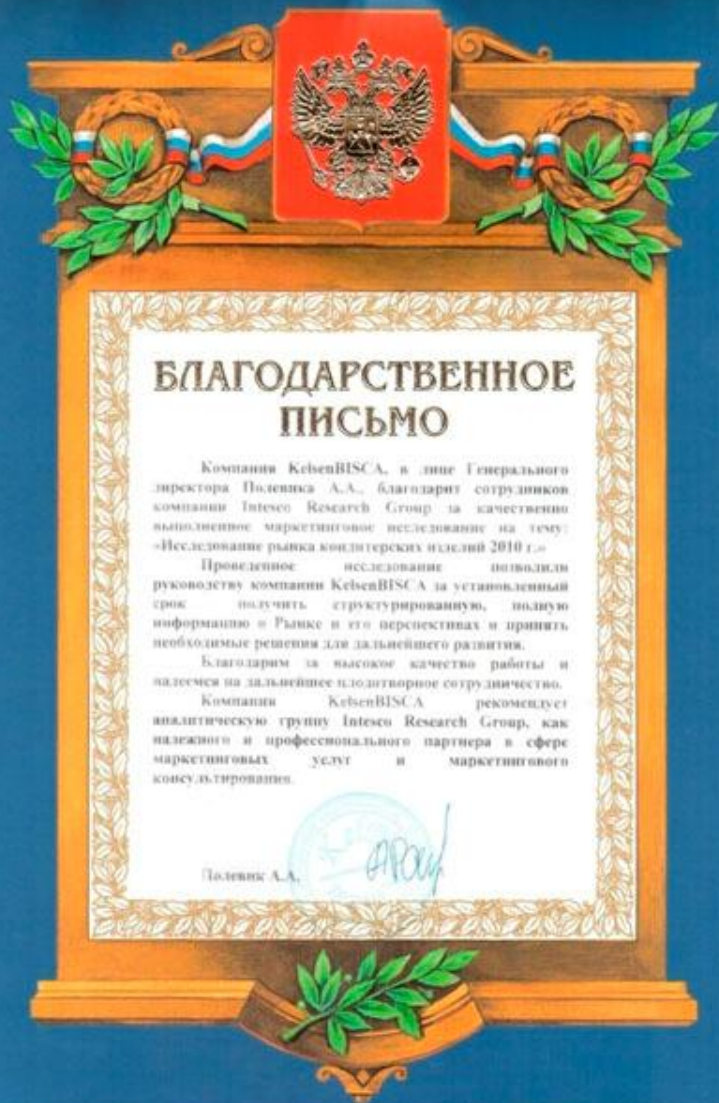 БЛАГОДАРСТВЕННОЕ
ПИСЬМО
Компания KelsenBISCA, в лице Генерального
директора Полевика А.А., благодарит сотрудников
компании Intesco Research Group за качественно
выполненное маркетинговое исследование на тему:
«Исследование рынка кондитерских изделий 2010 г.»
Проведенное исследование позволили
руководству компании KelsenBISCA за установленный
срок получить структурированную, полную
информацию о Рынке и его перспективах и принять
необходимые решения для дальнейшего развития.
Благодарим за высокое качество работы и
надеемся на дальнейшее плодотворное сотрудничество.
Компания KelsenBISCA рекомендует
аналитическую группу Intesco Research Group, как
надежного и профессионального партнера в сфере
маркетинговых услуг и маркетингового
консультирования.
Полевик А.А.